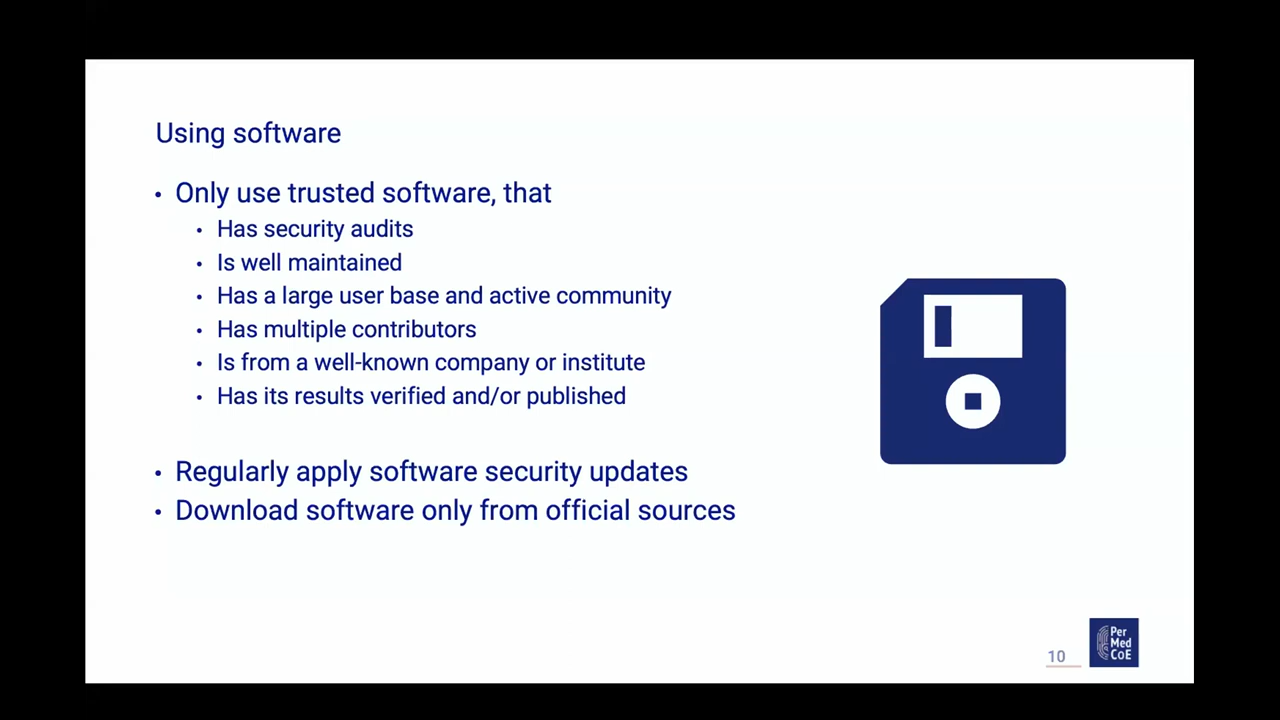 Using software
• Only use trusted software, that
• Has security audits
• Is well maintained
• Has a large user base and active community
• Has multiple contributors
• Is from a well-known company or institute
• Has its results verified and/or published
• Regularly apply software security updates
• Download software only from official sources
10
Per
Med
CoE